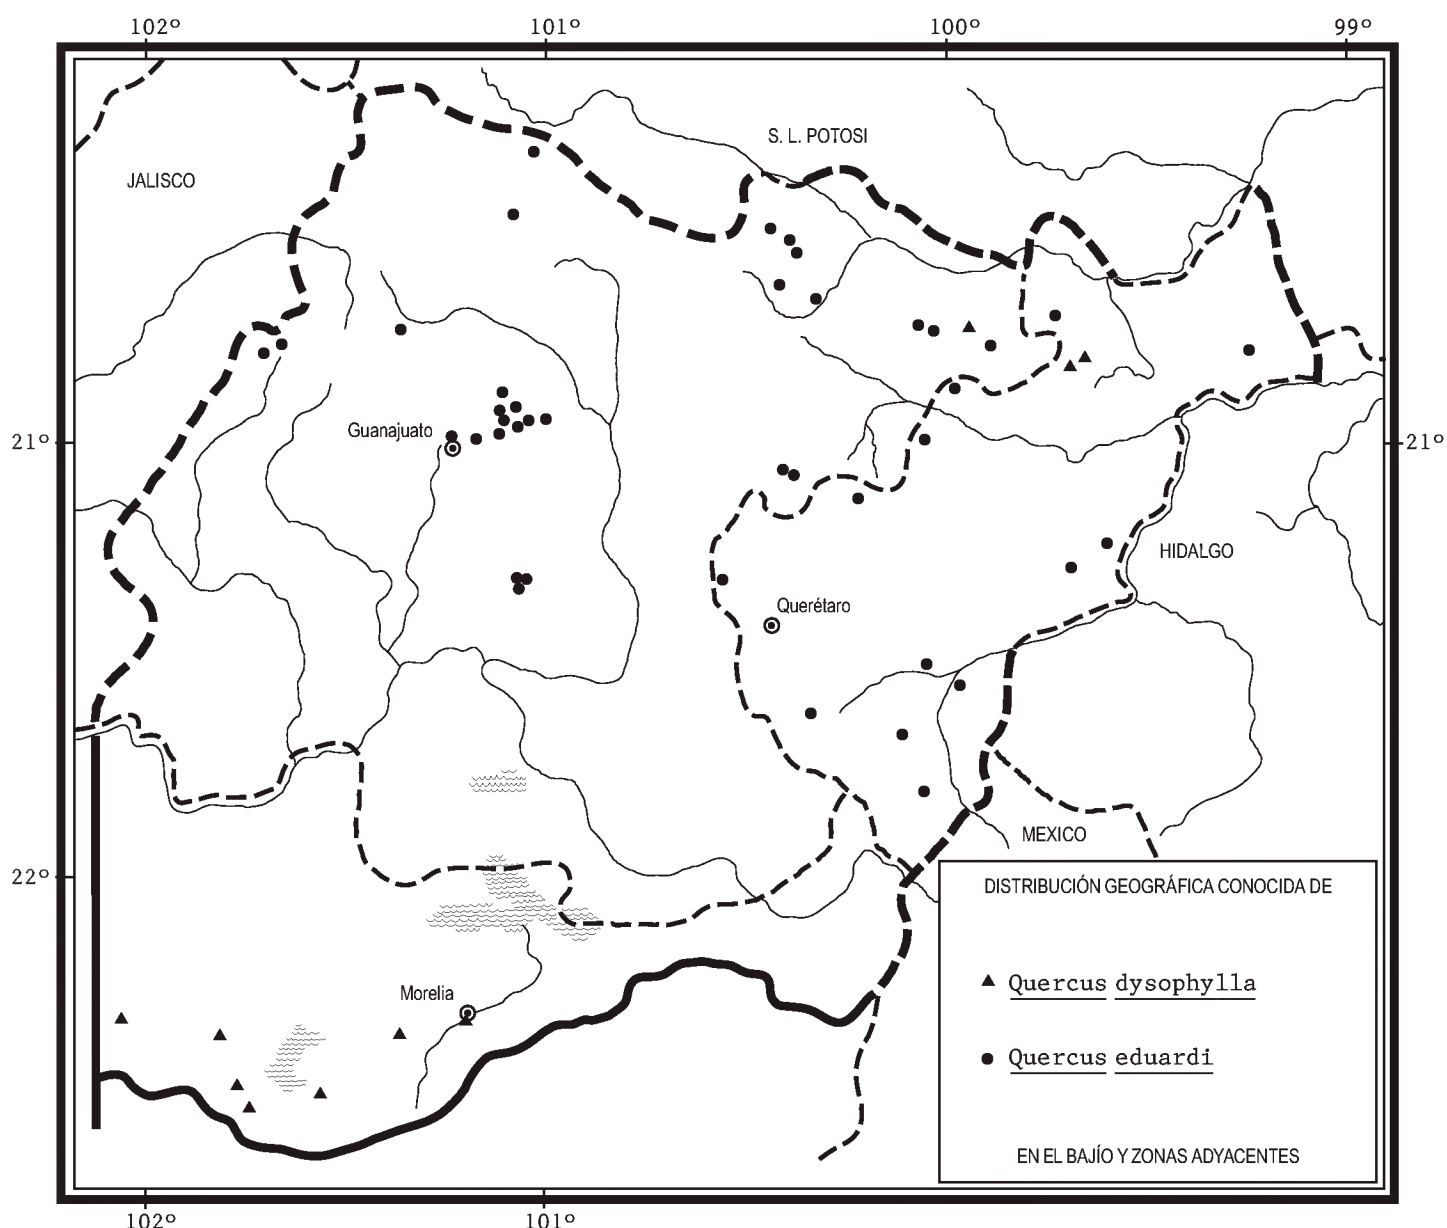 102º 101º 100º 99º
S. L. POTOSI
JALISCO
Guanajuato
21º 21º
HIDALGO
Querétaro
MEXICO
22º
DISTRIBUCIÓN GEOGRÁFICA CONOCIDA DE
Quercus dysophylla
Morelia
Quercus eduardi
EN EL BAJÍO Y ZONAS ADYACENTES
102º 101º